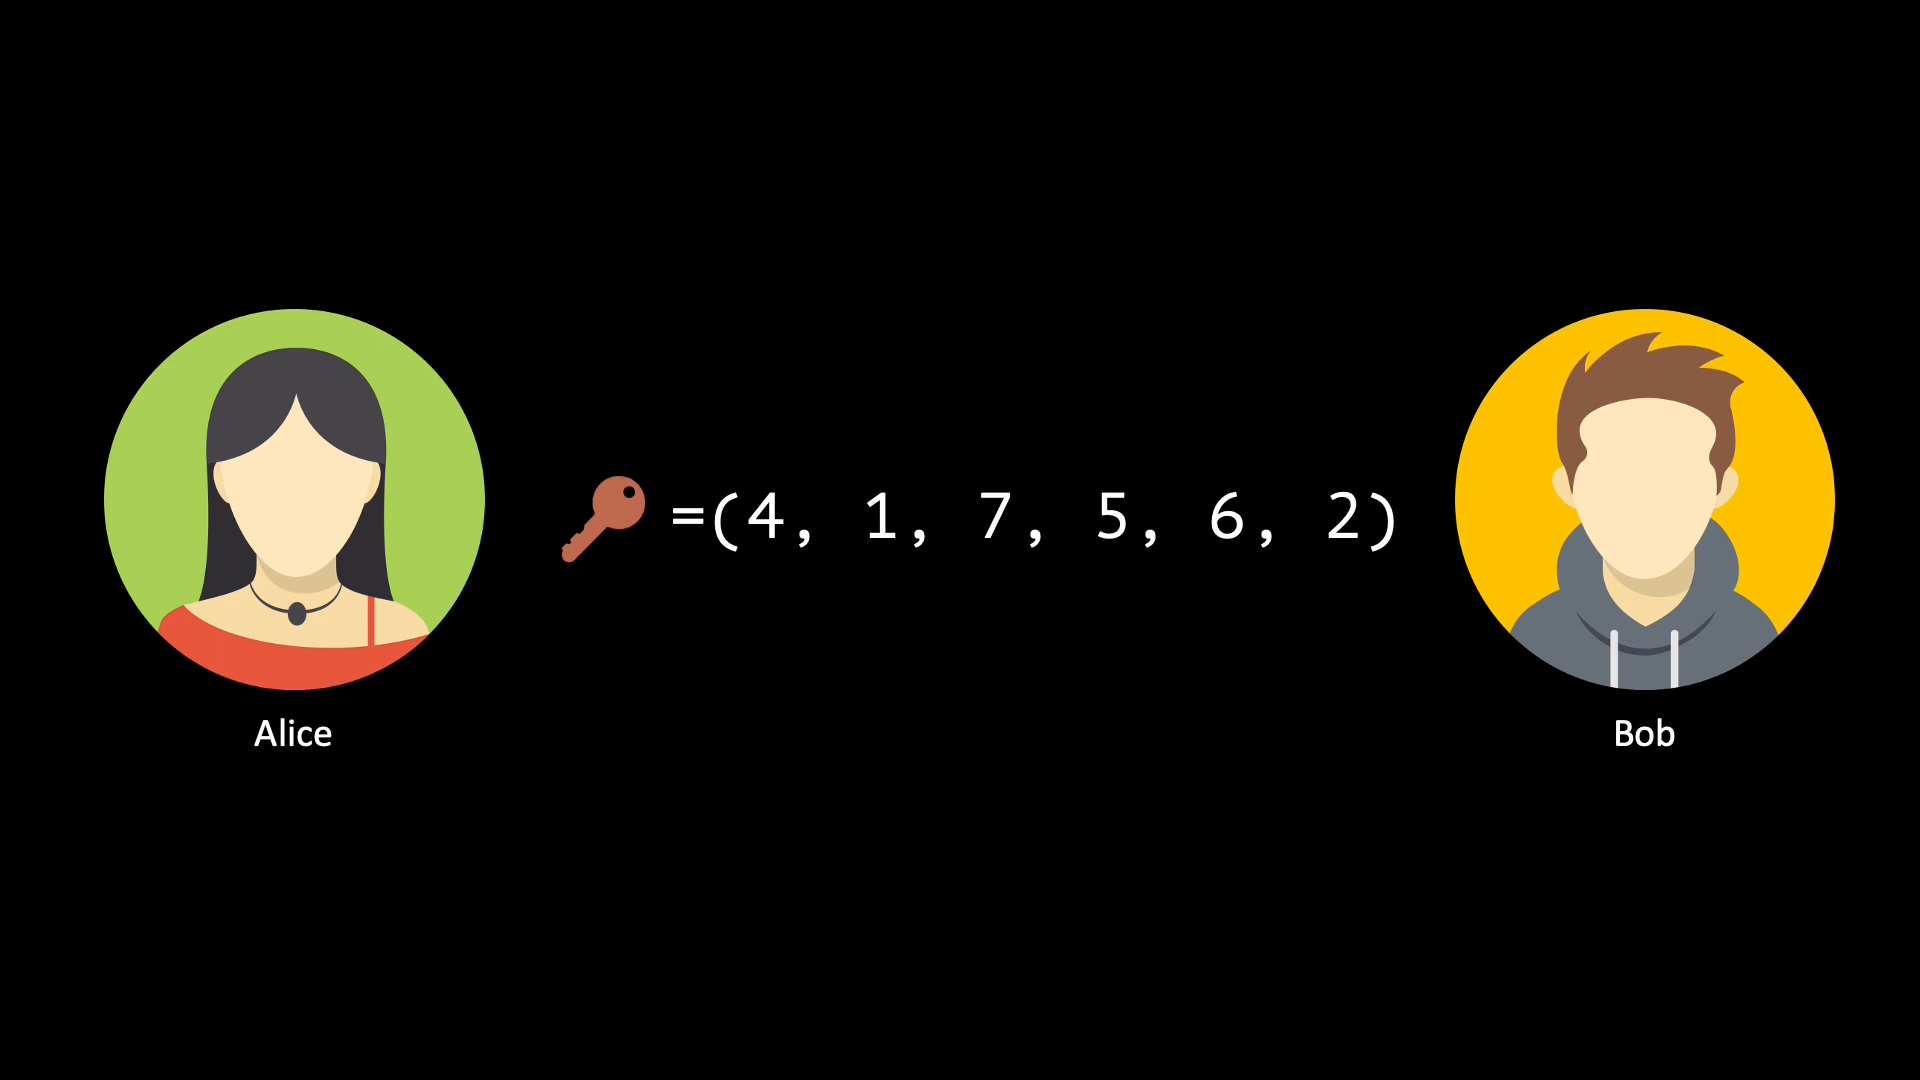 =(4, 1, 7, 5, 6, 2)
Alice
Bob